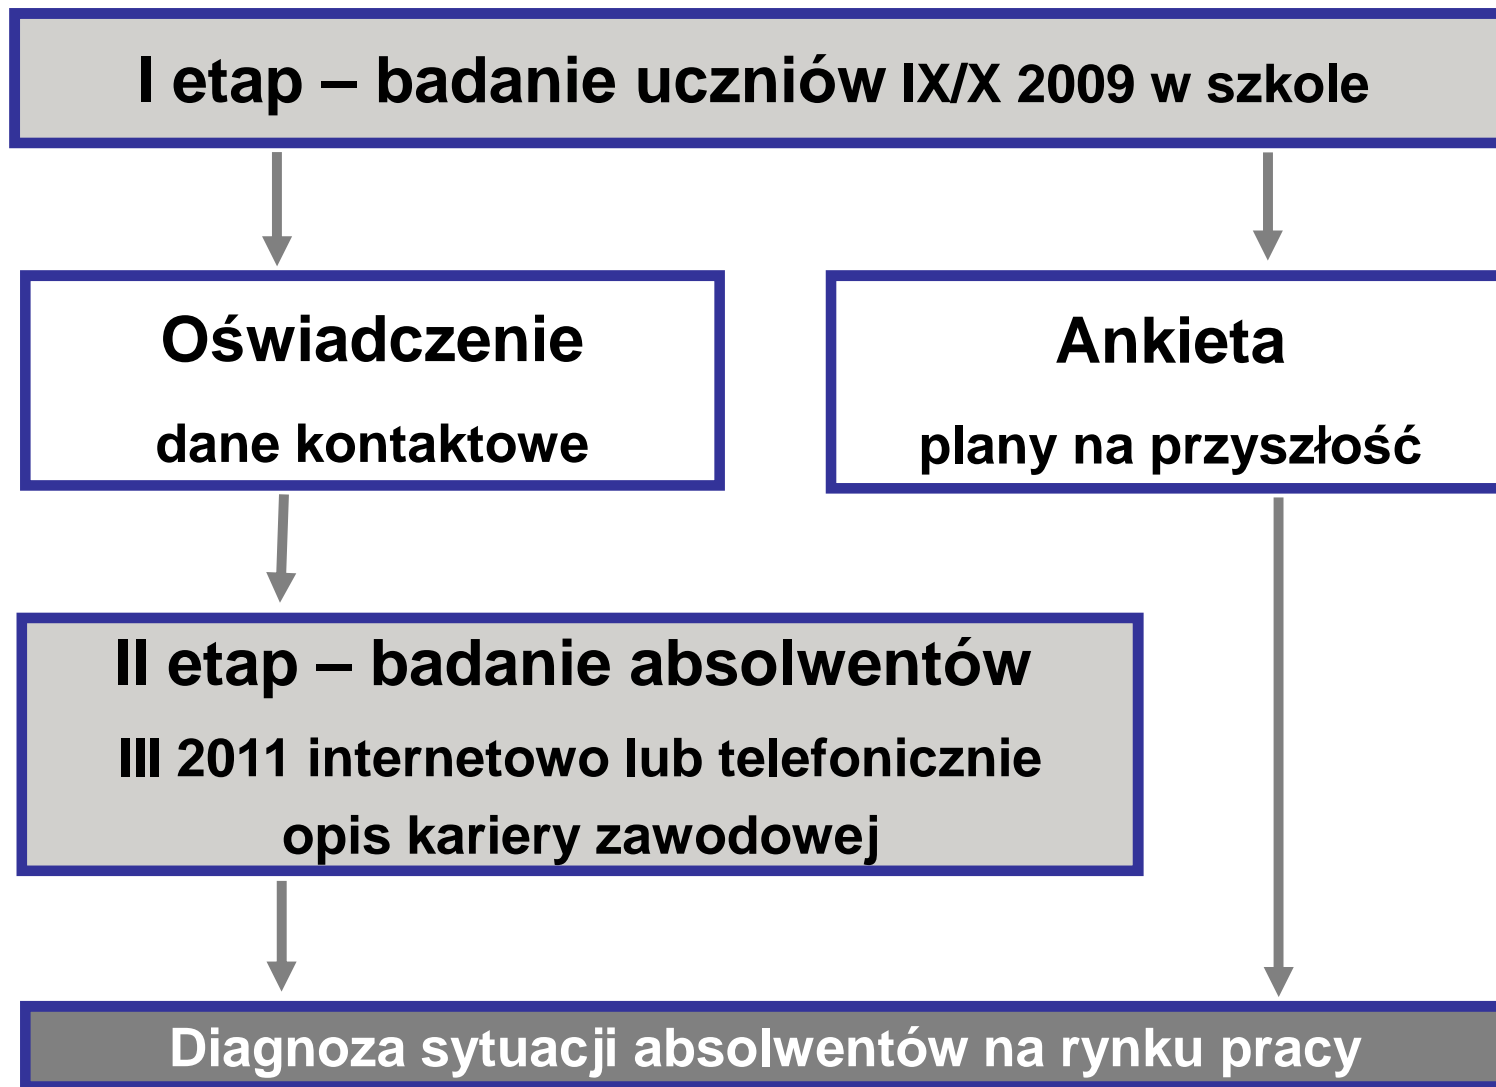 I etap – badanie uczniów IX/X 2009 w szkole
Oświadczenie
dane kontaktowe
Ankieta
plany na przyszłość
II etap – badanie absolwentów
III 2011 internetowo lub telefonicznie
opis kariery zawodowej
Diagnoza sytuacji absolwentów na rynku pracy